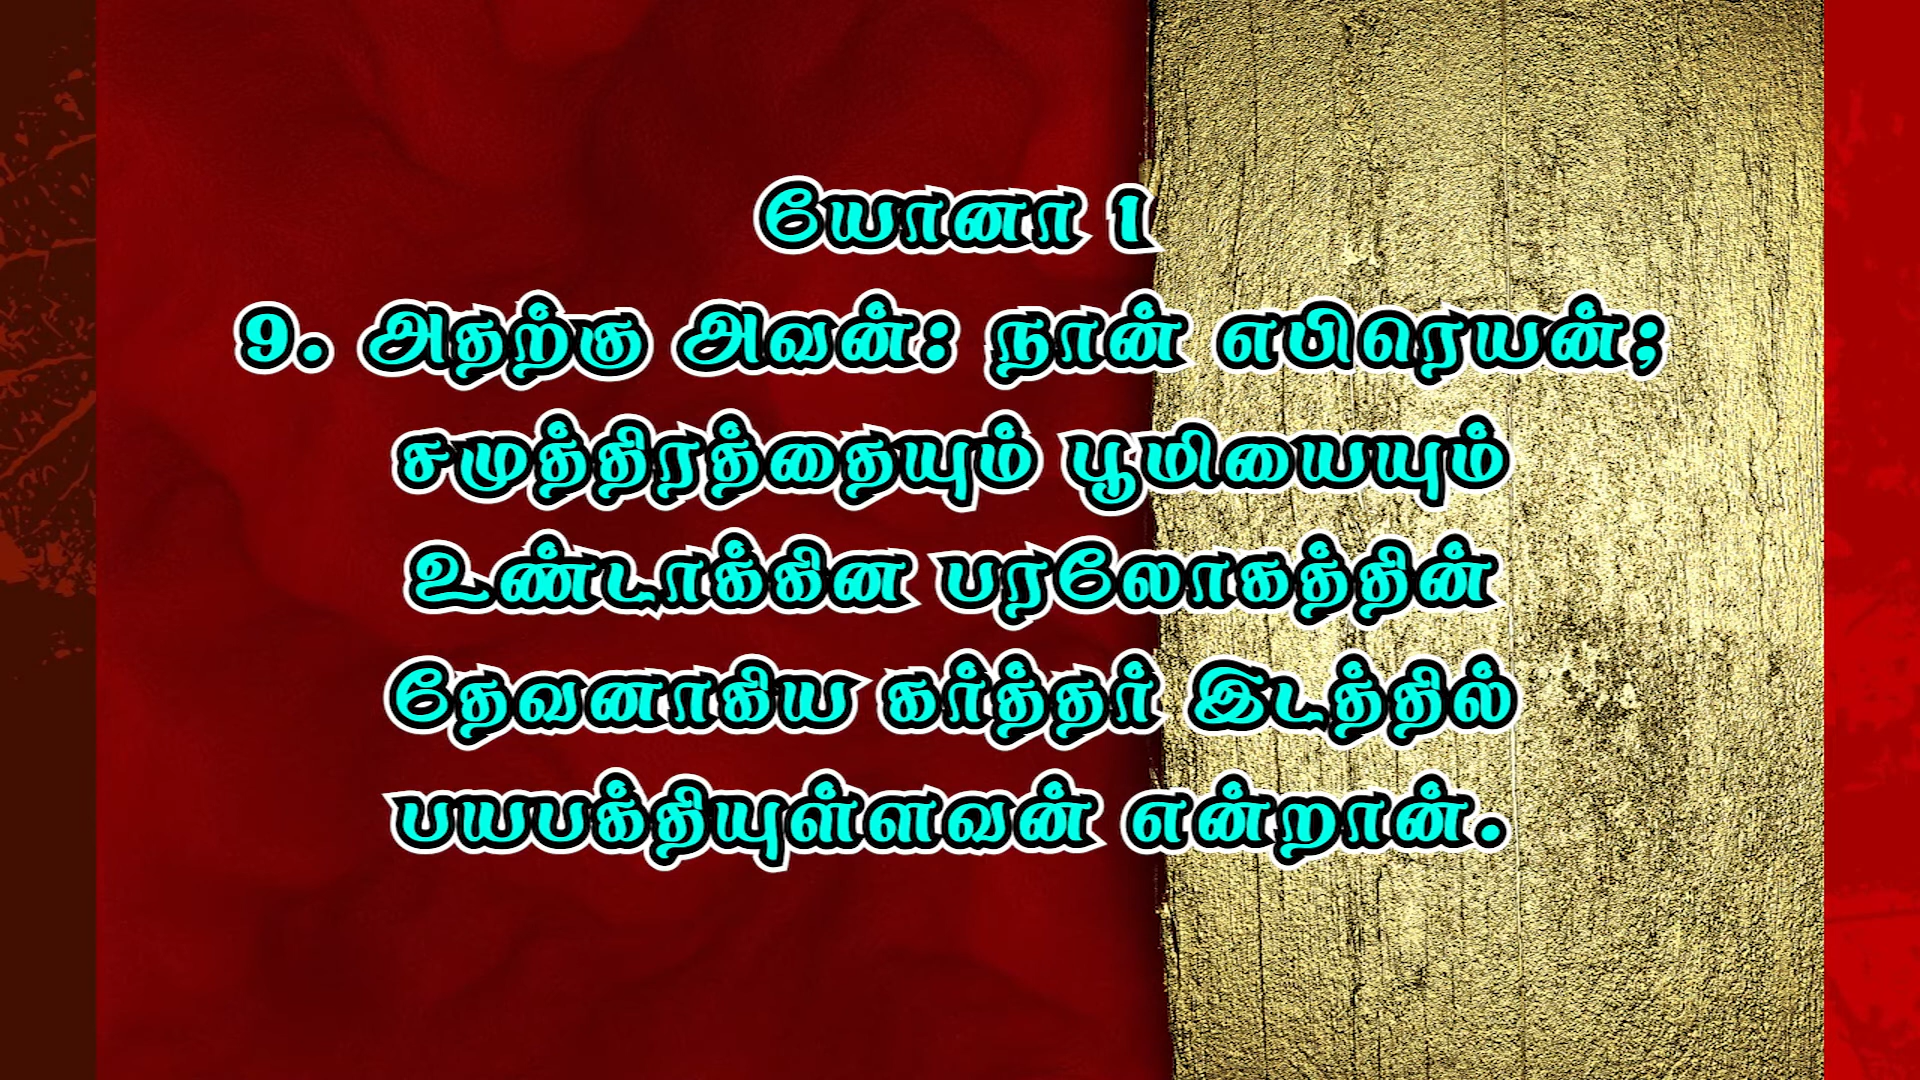 யோனா 1
9. அதற்கு அவன்: நான் எபிரெயன்;
சமுத்திரத்தையும் பூமியையும்
உண்டாக்கின பரலோகத்தின்
தேவனாகிய கர்த்தர் இடத்தில்
பயபக்தியுள்ளவன் என்றான்.